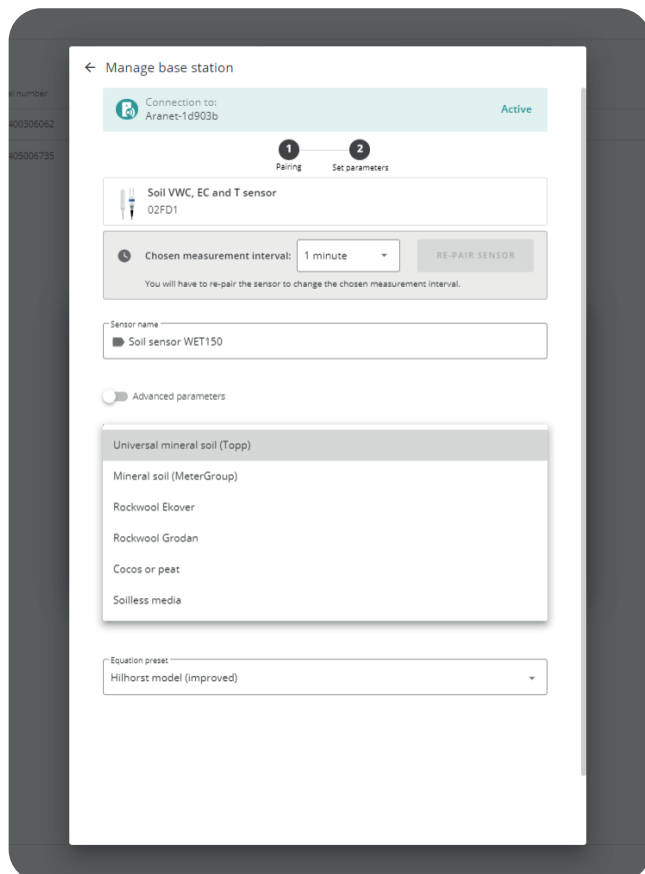 Manage base station
al number
Connection to:
Aranet-1d903b
Active
400306062
405006735
1
2
Pairing
Set parameters
Soil VWC, EC and T sensor
02FD1
Chosen measurement interval:
1 minute
RE-PAIR SENSOR
You will have to re-pair the sensor to change the chosen measurement interval.
Sensor name
Soil sensor WET150
Advanced parameters
Universal mineral soil (Topp)
Mineral soil (MeterGroup)
Rockwool Ekover
Rockwool Grodan
Cocos or peat
Soilless media
Equation preset
Hilhorst model (improved)